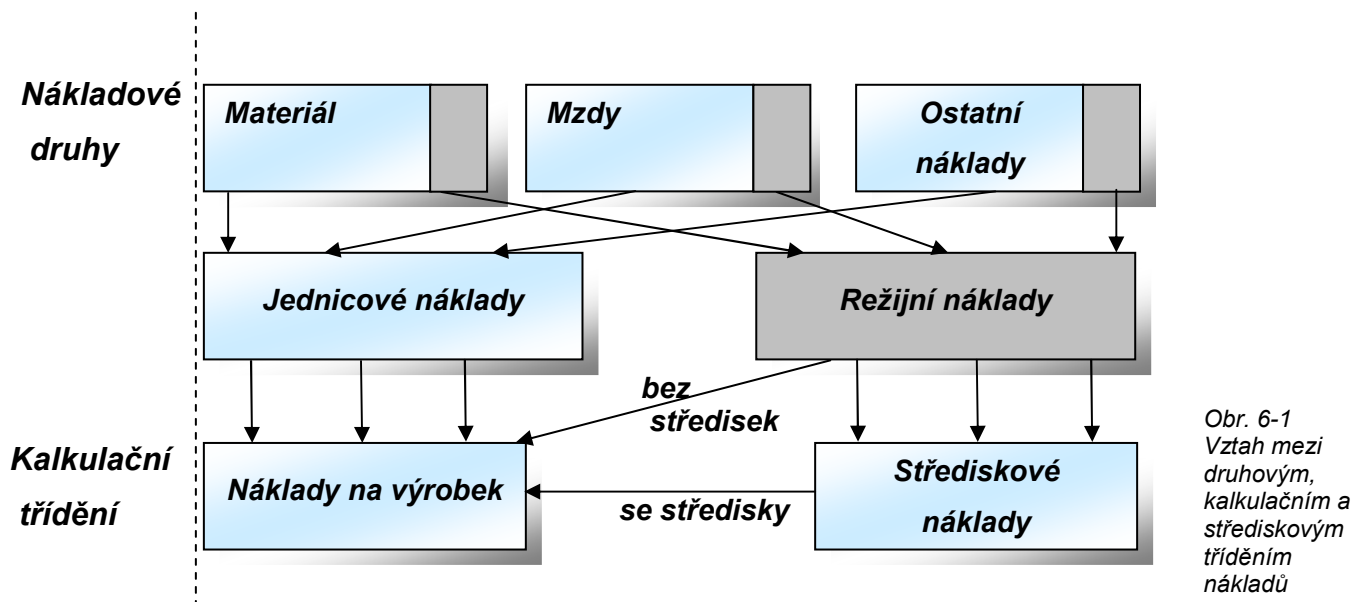 Nákladové
druhy
Materiál
Mzdy
Ostatní
náklady
Jednicové náklady
Režijní náklady
bez
středisek
Kalkulační
třídění
Náklady na výrobek
se středisky
Střediskové
náklady
Obr. 6-1
Vztah mezi
druhovým,
kalkulačním a
střediskovým
tříděním
nákladů